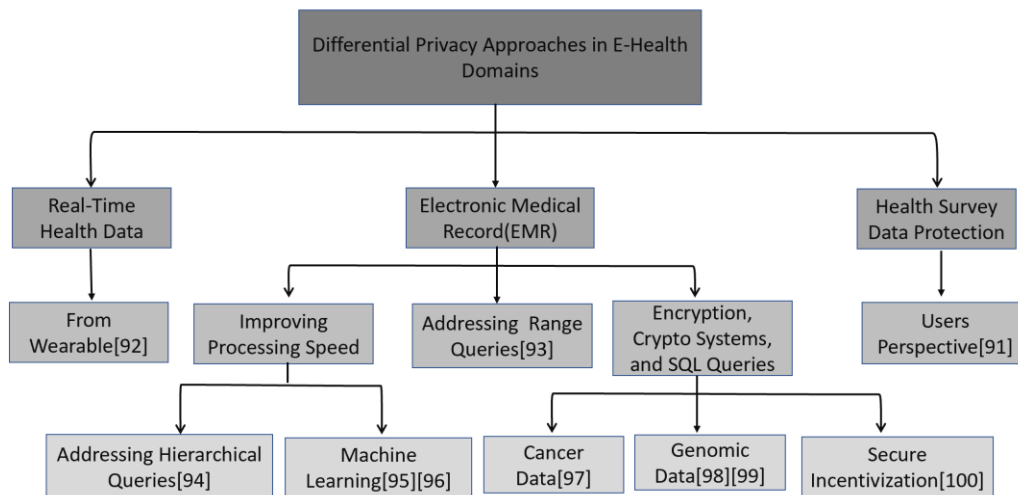 Differential Privacy Approaches in E-Health
Domains
Real-Time
Health Data
Electronic Medical
Record(EMR)
Health Survey
Data Protection
From
Wearable[92]
Improving
Processing Speed
Addressing Range
Queries[93]
Encryption,
Crypto Systems,
and SQL Queries
Users
Perspective[91]
Addressing Hierarchical
Queries[94]
Machine
Learning[95][96]
Cancer
Data[97]
Genomic
Data[98][99]
Secure
Incentivization[100]